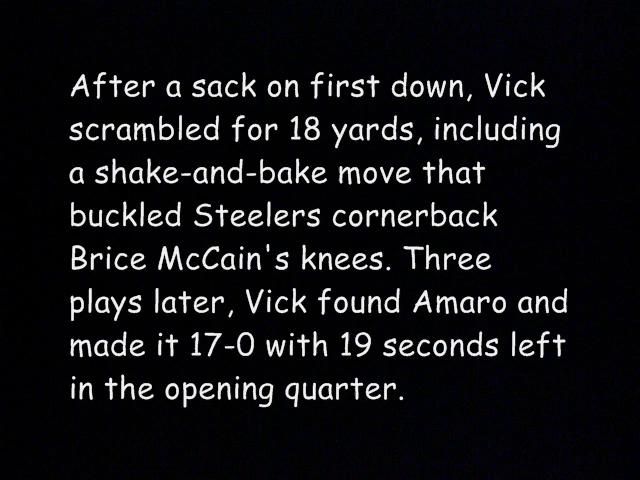 After a sack on first down, Vick
scrambled for 18 yards, including
a shake-and-bake move that
buckled Steelers cornerback
Brice McCain's knees. Three
plays later, Vick found Amaro and
made it 17-0 with 19 seconds left
in the opening quarter.